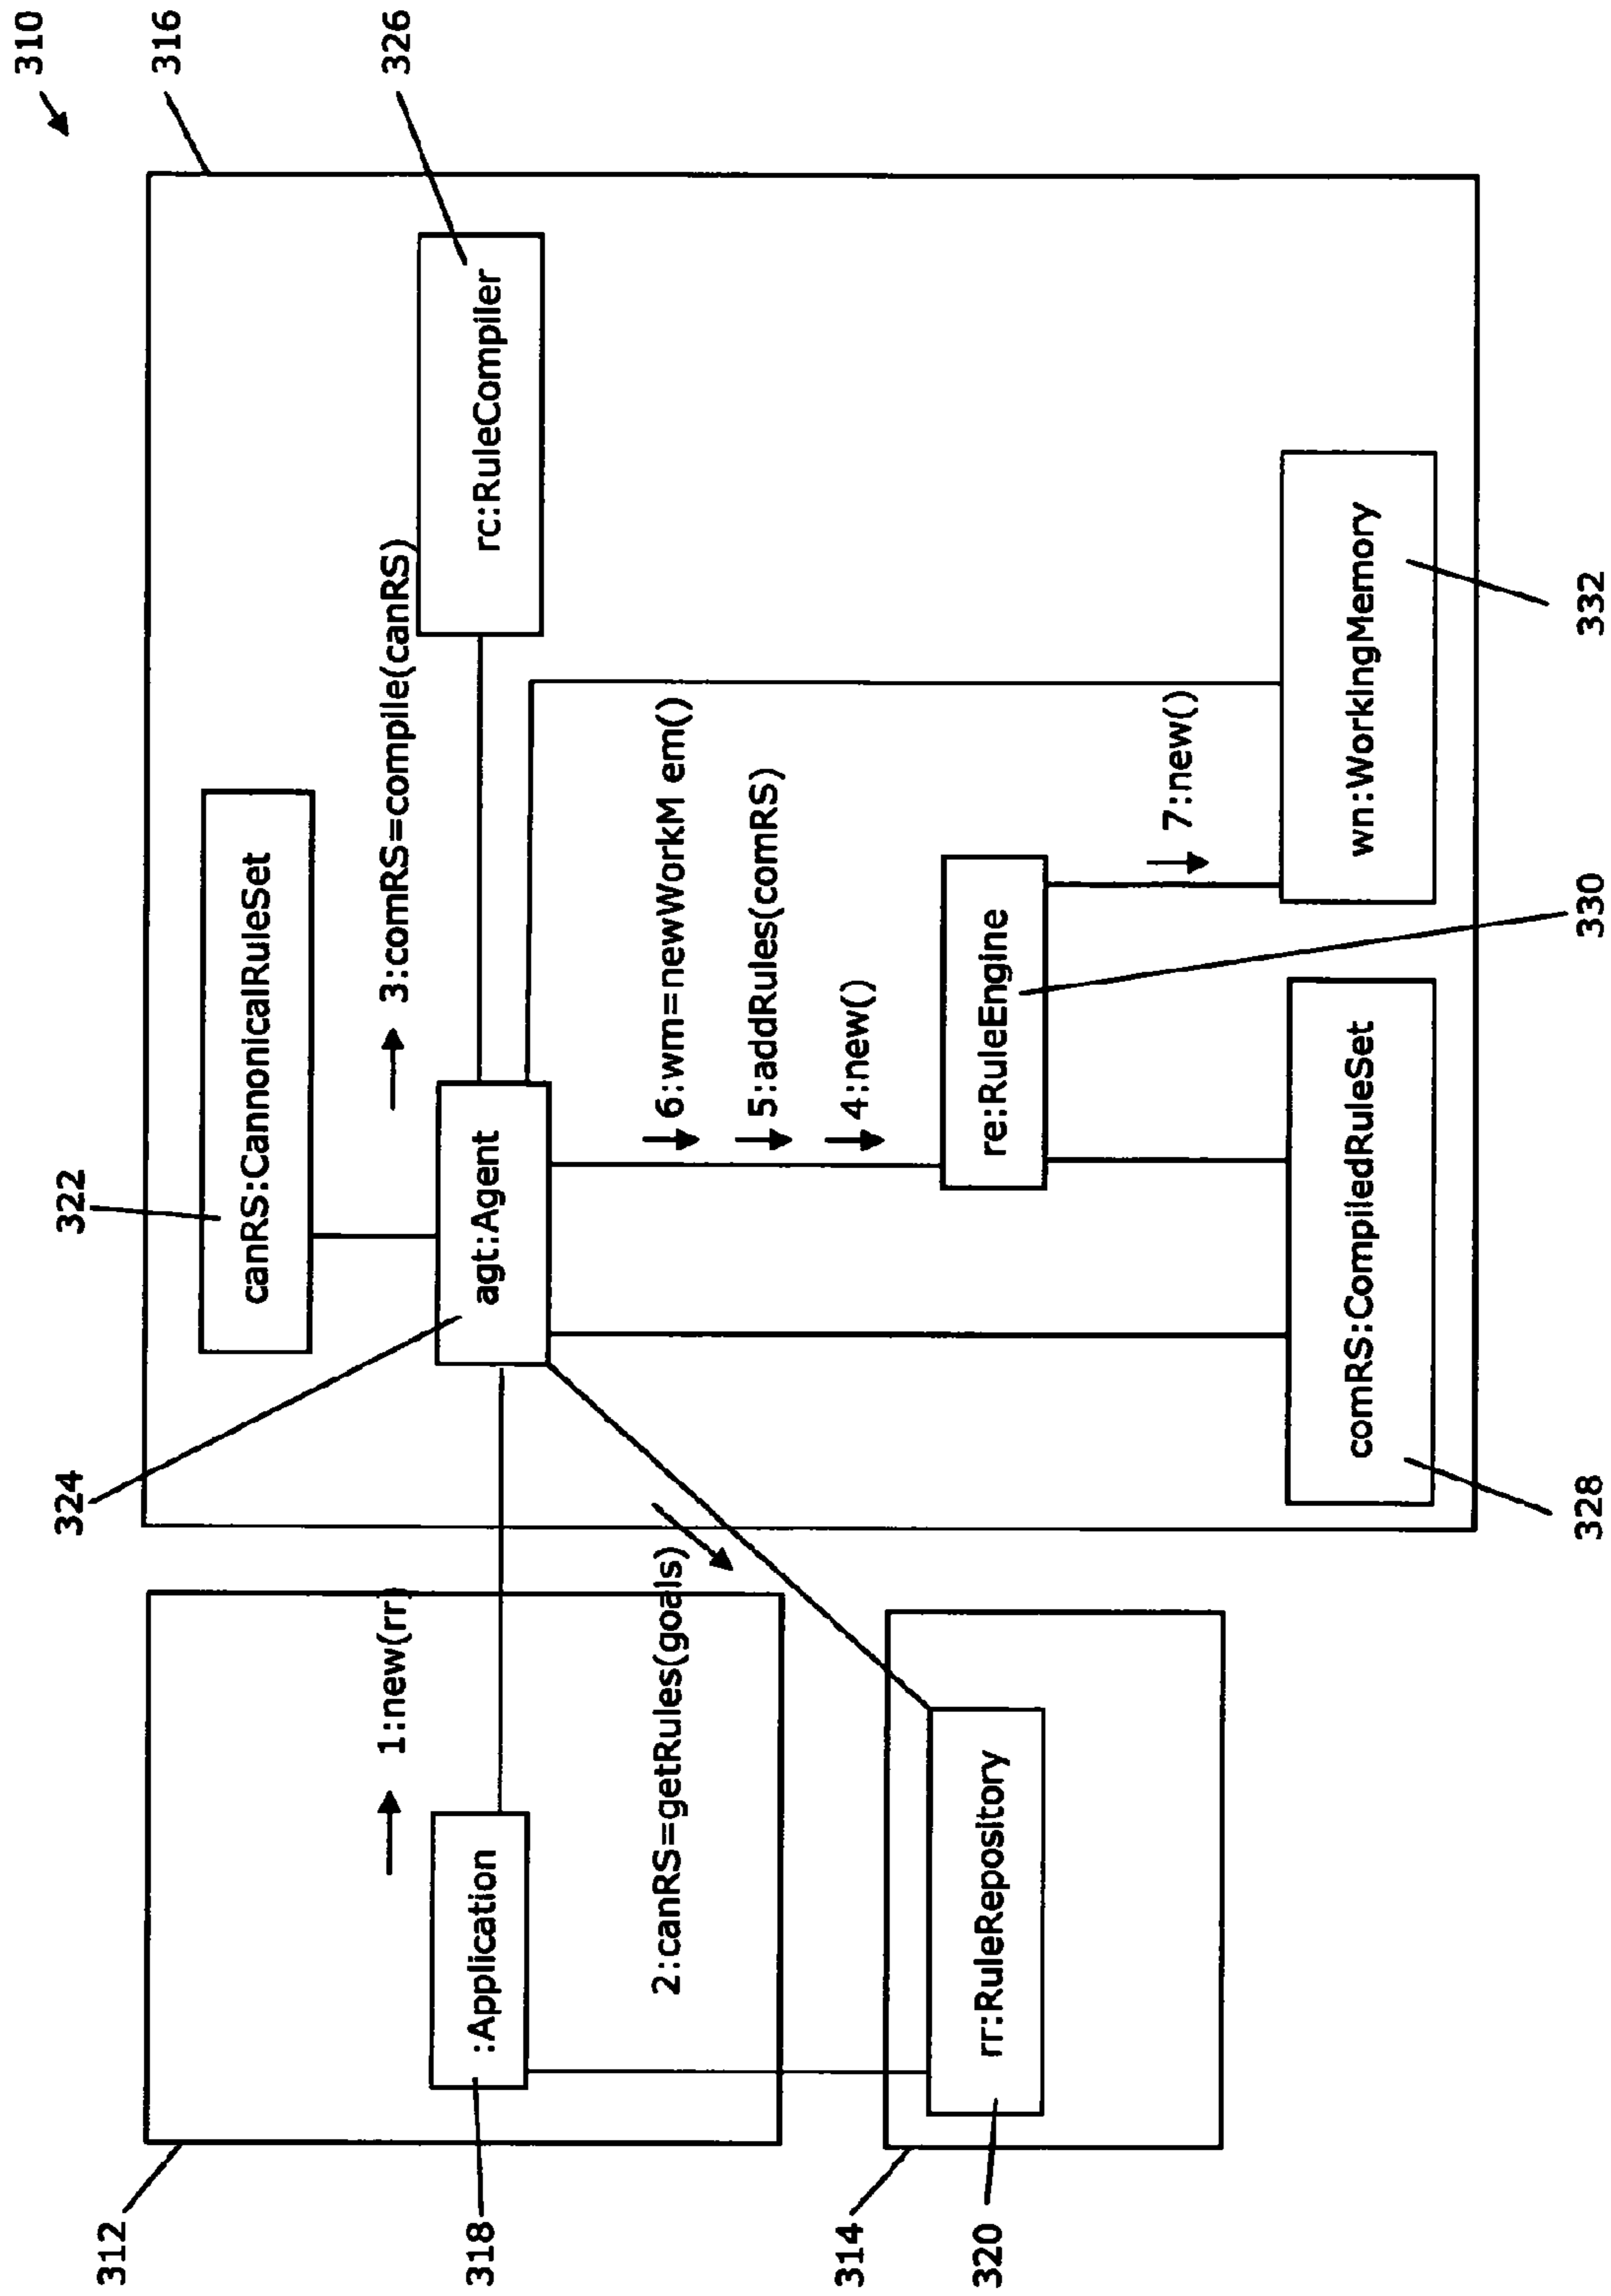 310
316
326
322
324
canRS:CannonicalRuleSet
3:comRS=compile(canRS)
rc:RuleCompiler
agt:Agent
6:wm=newWorkM em()
5:addRules(comRS)
4:new()
re:RuleEngine
7:new()
wn:WorkingMemory
comRS:CompiledRuleSet
332
330
328
312
1:new(rr)
:Application
318
2:canRS=getRules(goals)
314
rr:RuleRepository
320